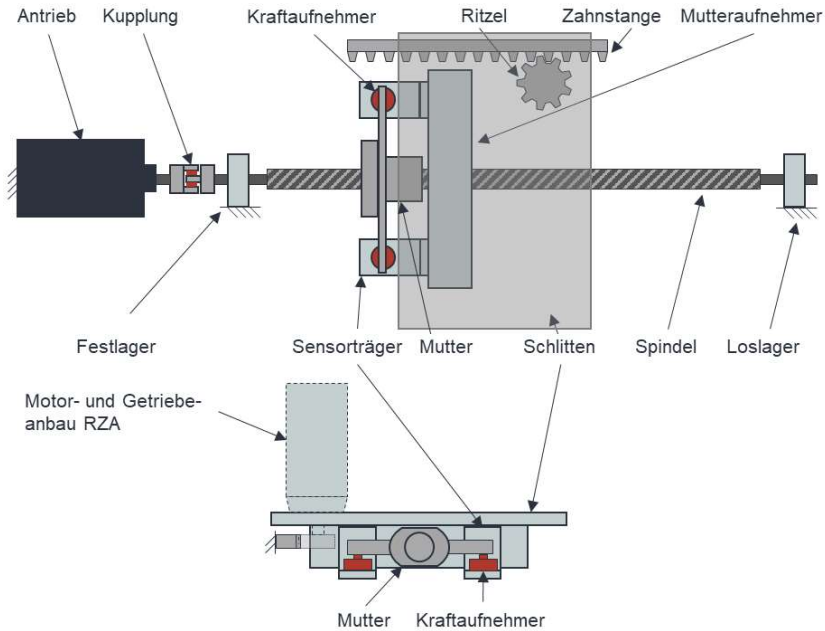 Antrieb
Kupplung
Kraftaufnehmer
Ritzel
Zahnstange
Mutteraufnehmer
Festlager
Sensorträger
Mutter
Schlitten
Spindel
Loslager
Motor- und Getriebe-
anbau RZA
Mutter
Kraftaufnehmer